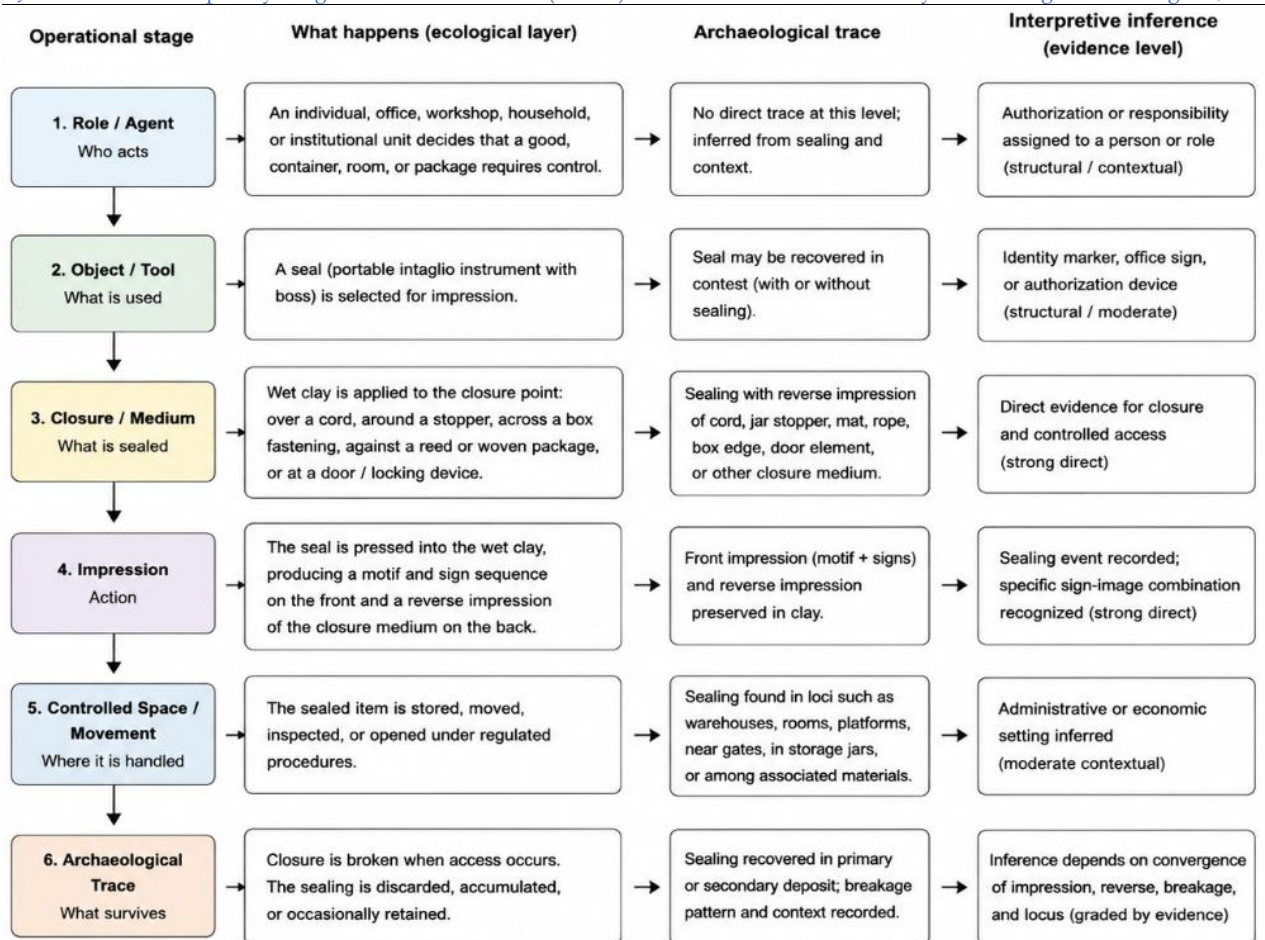 Operational stage
What happens (ecological layer)
Archaeological trace
Interpretive inference
(evidence level)
1. Role / Agent
Who acts
An individual, office, workshop, household,
or institutional unit decides that a good,
container, room, or package requires control.
No direct trace at this level;
inferred from sealing and
context.
Authorization or responsibility
assigned to a person or role
(structural / contextual)
2. Object / Tool
What is used
A seal (portable intaglio instrument with
boss) is selected for impression.
Seal may be recovered in
contest (with or without
sealing).
Identity marker, office sign,
or authorization device
(structural / moderate)
3. Closure / Medium
What is sealed
Wet clay is applied to the closure point:
over a cord, around a stopper, across a box
fastening, against a reed or woven package,
or at a door / locking device.
Sealing with reverse impression
of cord, jar stopper, mat, rope,
box edge, door element,
or other closure medium.
Direct evidence for closure
and controlled access
(strong direct)
4. Impression
Action
The seal is pressed into the wet clay,
producing a motif and sign sequence
on the front and a reverse impression
of the closure medium on the back.
Front impression (motif + signs)
and reverse impression
preserved in clay.
Sealing event recorded;
specific sign-image combination
recognized (strong direct)
5. Controlled Space /
Movement
Where it is handled
The sealed item is stored, moved,
inspected, or opened under regulated
procedures.
Sealing found in loci such as
warehouses, rooms, platforms,
near gates, in storage jars,
or among associated materials.
Administrative or economic
setting inferred
(moderate contextual)
6. Archaeological
Trace
What survives
Closure is broken when access occurs.
The sealing is discarded, accumulated,
or occasionally retained.
Sealing recovered in primary
or secondary deposit; breakage
pattern and context recorded.
Inference depends on convergence
of impression, reverse, breakage,
and locus (graded by evidence)